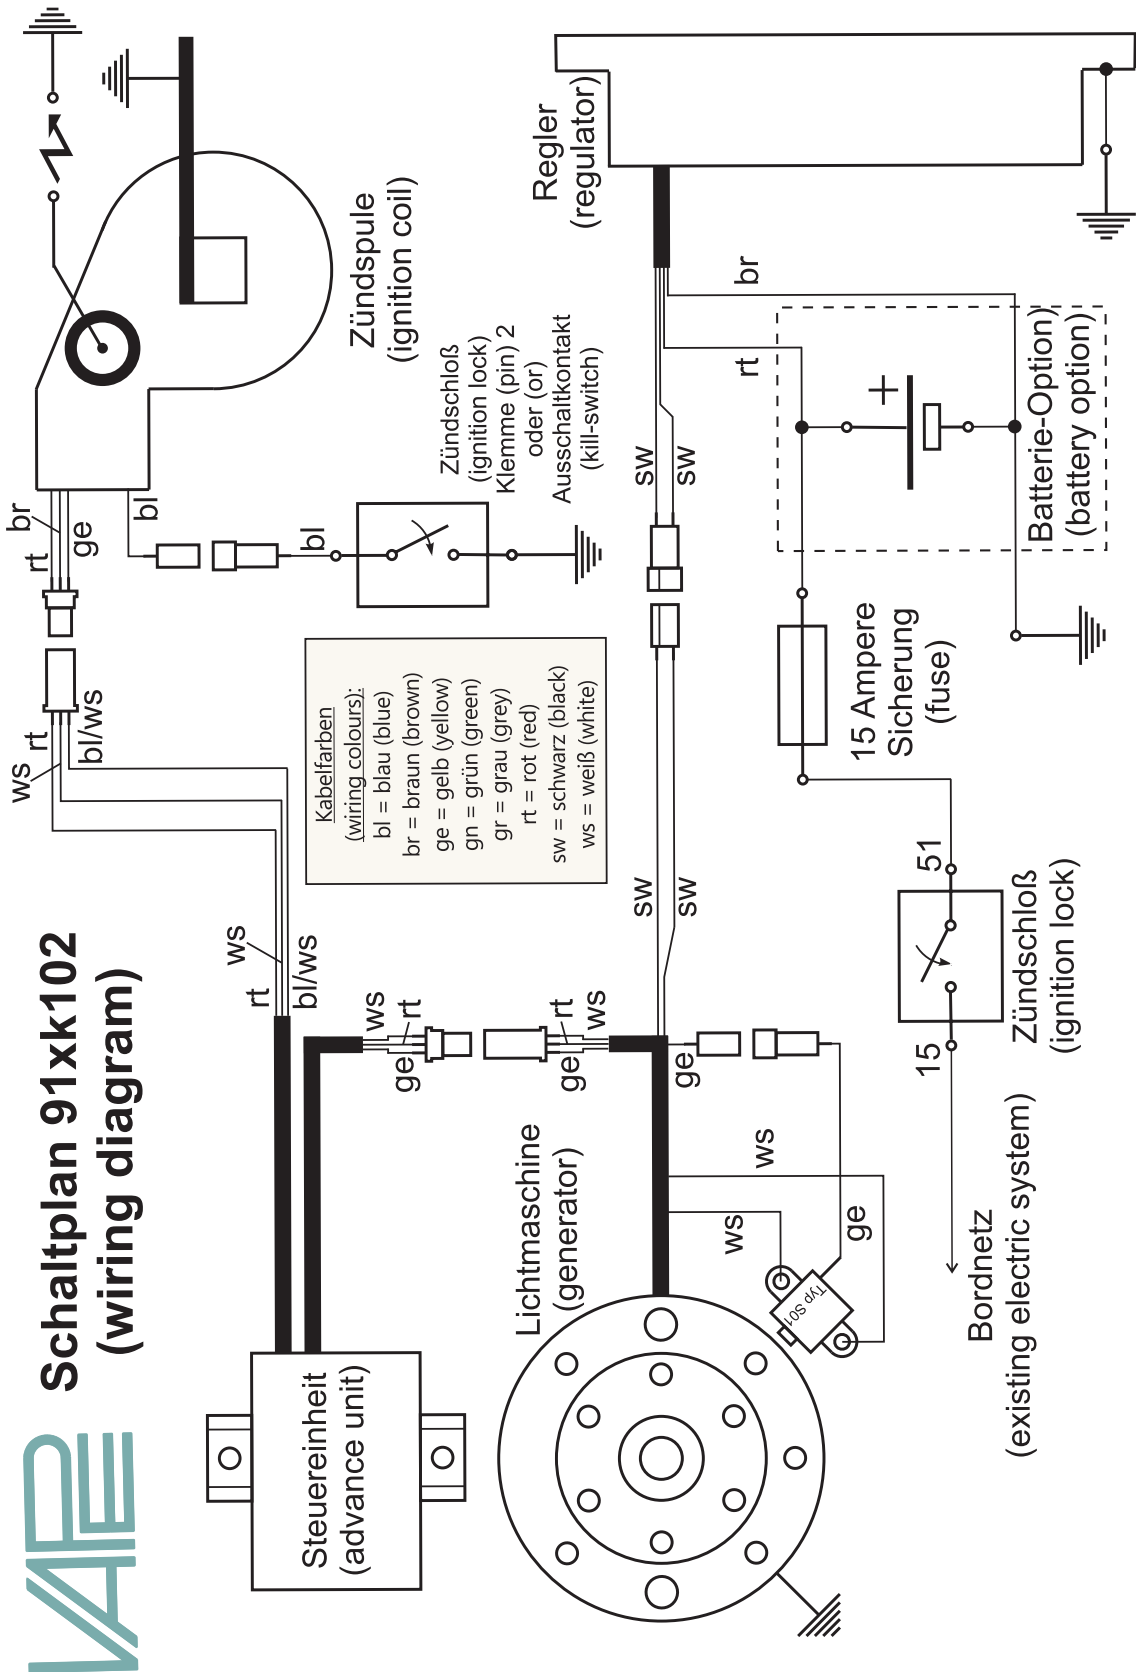 VAPE
Schaltplan 91xk102
(wiring diagram)
Steuereinheit
(advance unit)
rt
ws
bl/ws
ws
rt
bl/ws
rt
br
ge
bl
bl
Zündspule
(ignition coil)
Zündschloß
(ignition lock)
Klemme (pin) 2
oder (or)
Ausschaltkontakt
(kill-switch)
Kabelfarben
(wiring colours):
bl = blau (blue)
br = braun (brown)
ge = gelb (yellow)
gn = grün (green)
gr = grau (grey)
rt = rot (red)
sw = schwarz (black)
ws = weiß (white)
ws
rt
ge
rt
ws
ge
ge
Lichtmaschine
(generator)
ws
ws
ge
Typ S01
sw
sw
sw
sw
Regler
(regulator)
br
rt
+
Batterie-Option)
(battery option)
15 Ampere
Sicherung
(fuse)
51
15
Zündschloß
(ignition lock)
Bordnetz
(existing electric system)